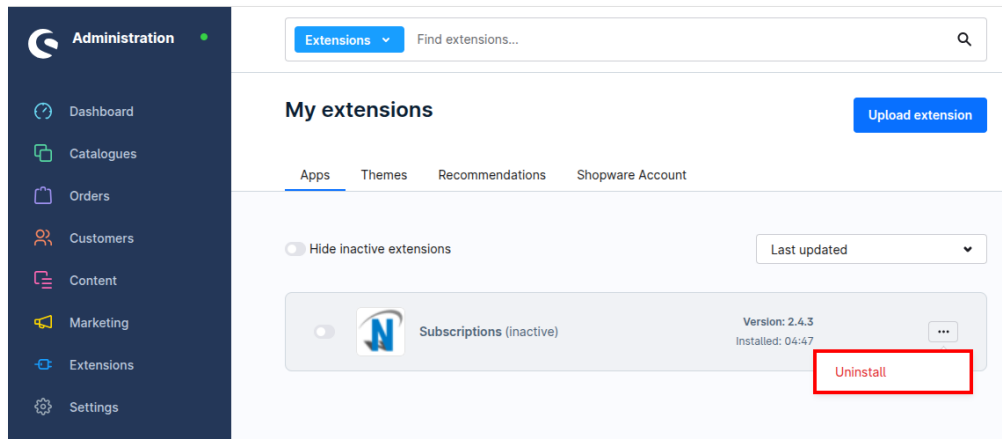 Administration
Extensions
Find extensions...
Dashboard
Catalogues
Orders
Customers
Content
Marketing
Extensions
Settings
My extensions
Upload extension
Apps
Themes
Recommendations
Shopware Account
Hide inactive extensions
Last updated
N
Subscriptions (inactive)
Version: 2.4.3
Installed: 04:47
Uninstall